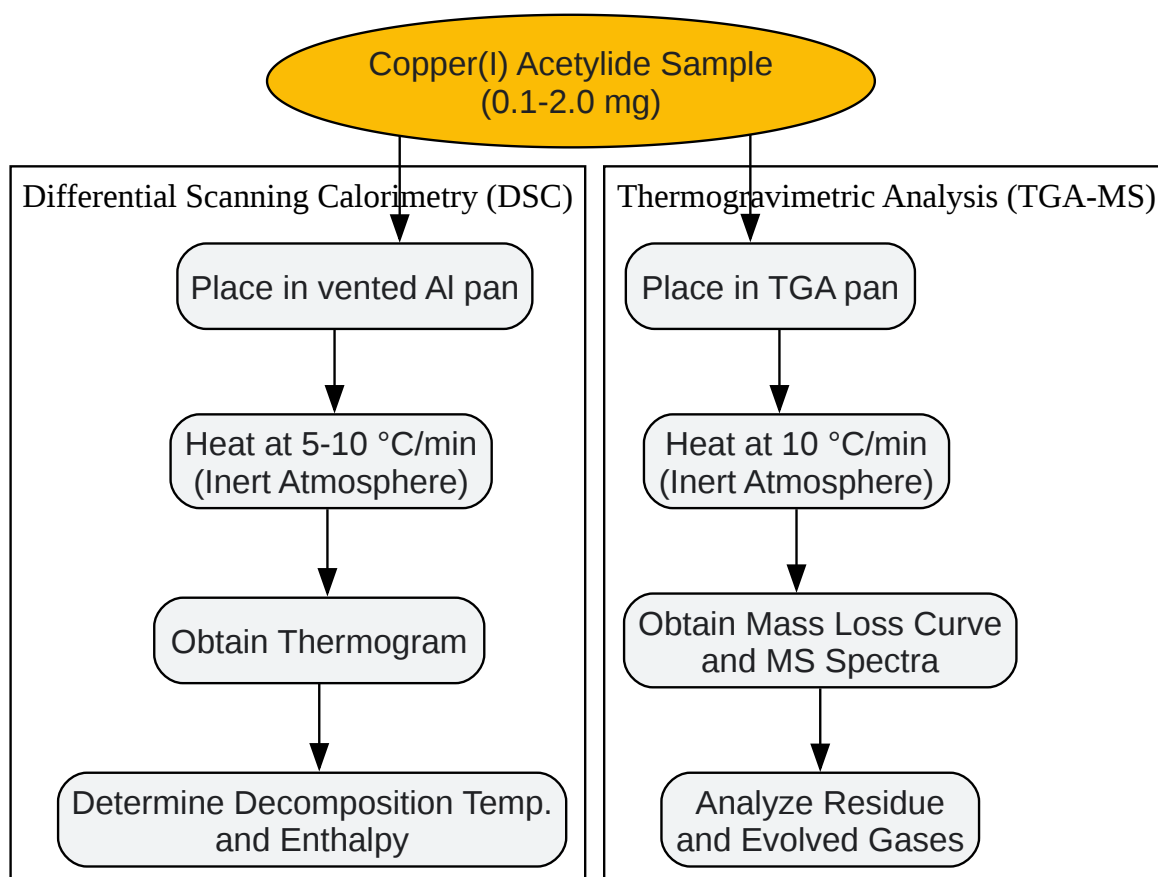 Copper(I) Acetylide Sample
(0.1-2.0 mg)
Differential Scanning Calorimetry (DSC)
Place in vented Al pan
Heat at 5-10 °C/min
(Inert Atmosphere)
Obtain Thermogram
Determine Decomposition Temp.
and Enthalpy
Thermogravimetric Analysis (TGA-MS)
Place in TGA pan
Heat at 10 °C/min
(Inert Atmosphere)
Obtain Mass Loss Curve
and MS Spectra
Analyze Residue
and Evolved Gases